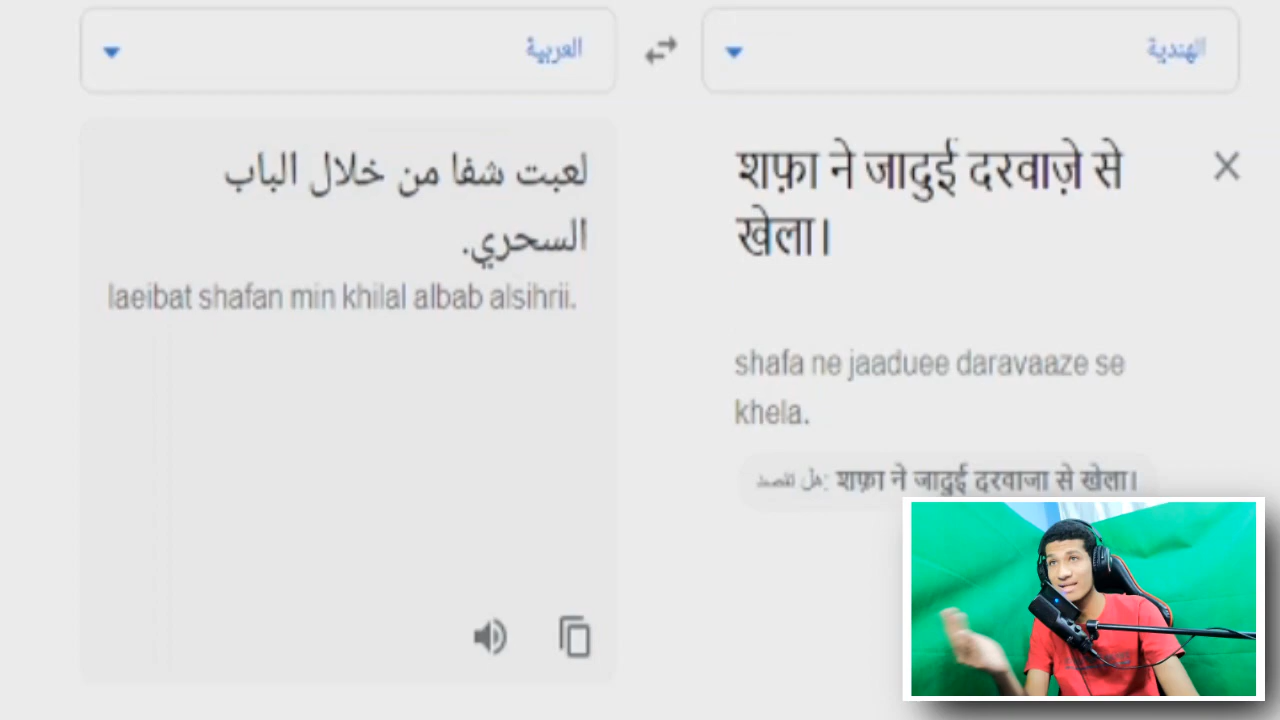 العربية
الهندية
لعبت شفا من خلال الباب
السحري.
laeibat shafan min khilal albab alsihrii.
शफ़ा ने जादुई दरवाज़े से
खेला।
shafa ne jaaduee daravaaze se
khela.
هل تقصد: शफ़ा ने जादुई दरवाजा से खेला।